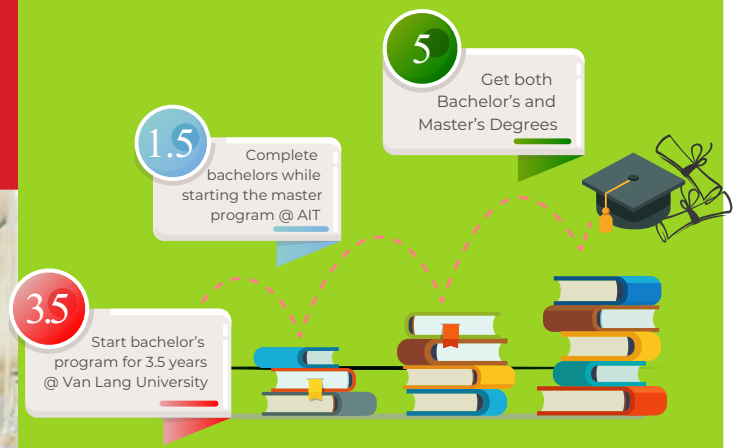 5
Get both
Bachelor's and
Master's Degrees
1.5
Complete
bachelors while
starting the master
program @ AIT
3.5
Start bachelor's
program for 3.5 years
@ Van Lang University